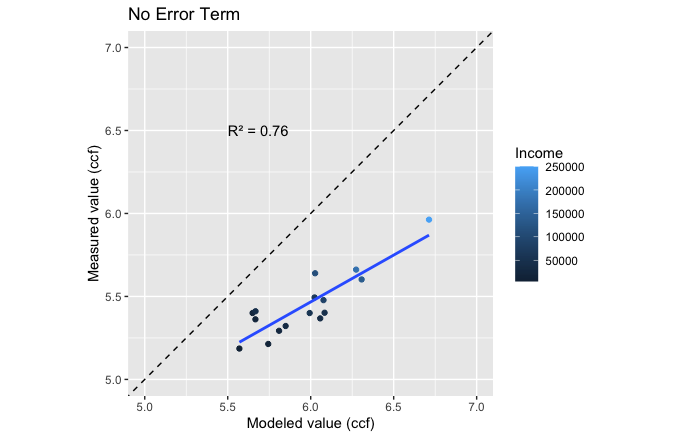 No Error Term
7.0
6.5
6.0
5.5
5.0
Measured value (ccf)
R² = 0.76
5.0 5.5 6.0 6.5 7.0
Modeled value (ccf)
Income
250000
200000
150000
100000
50000